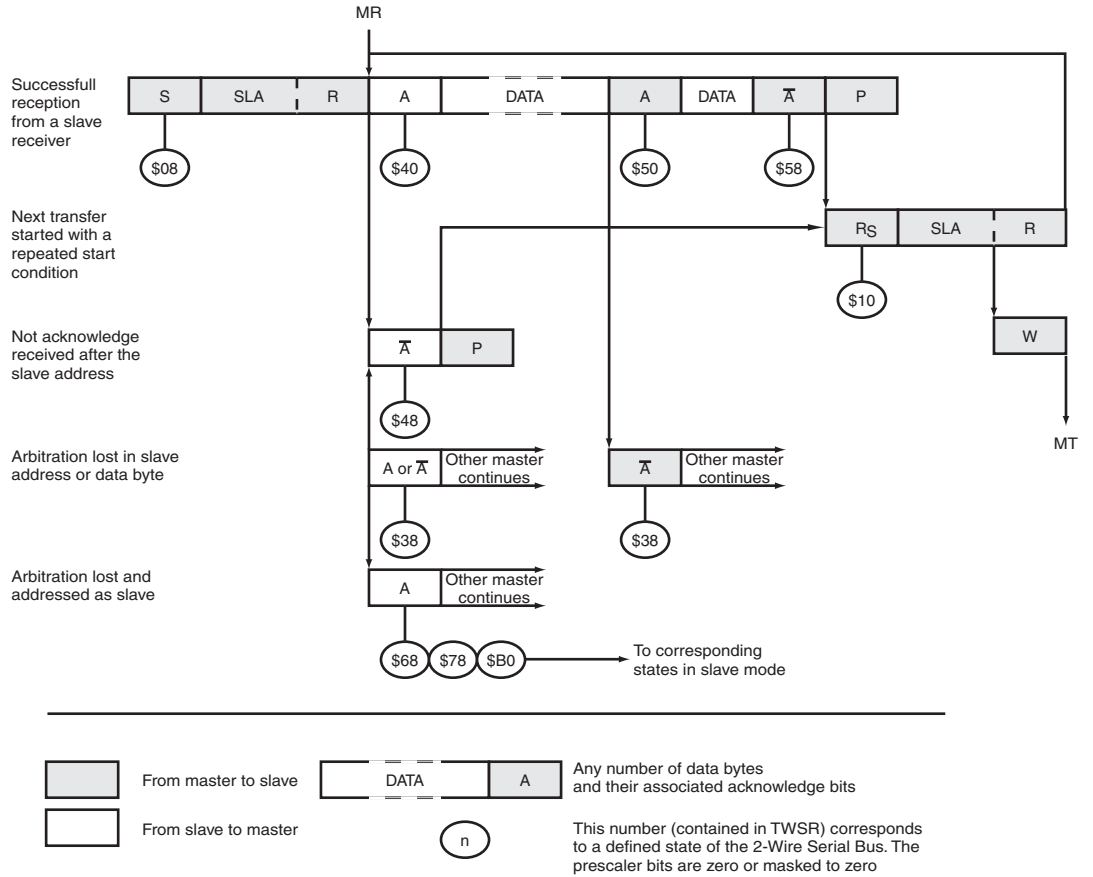 MR
Successfull
reception
from a slave
receiver
S SLA R A DATA A DATA A̅ P
$08 $40 $50 $58
Next transfer
started with a
repeated start
condition
RS SLA R
$10
Not acknowledge
received after the
slave address
A̅ P
W
$48
MT
Arbitration lost in slave
address or data byte
A or A̅ Other master
continues
A̅ Other master
continues
$38 $38
Arbitration lost and
addressed as slave
A Other master
continues
$68 $78 $B0
To corresponding
states in slave mode
From master to slave
DATA A
Any number of data bytes
and their associated acknowledge bits
From slave to master
n
This number (contained in TWSR) corresponds
to a defined state of the 2-Wire Serial Bus. The
prescaler bits are zero or masked to zero